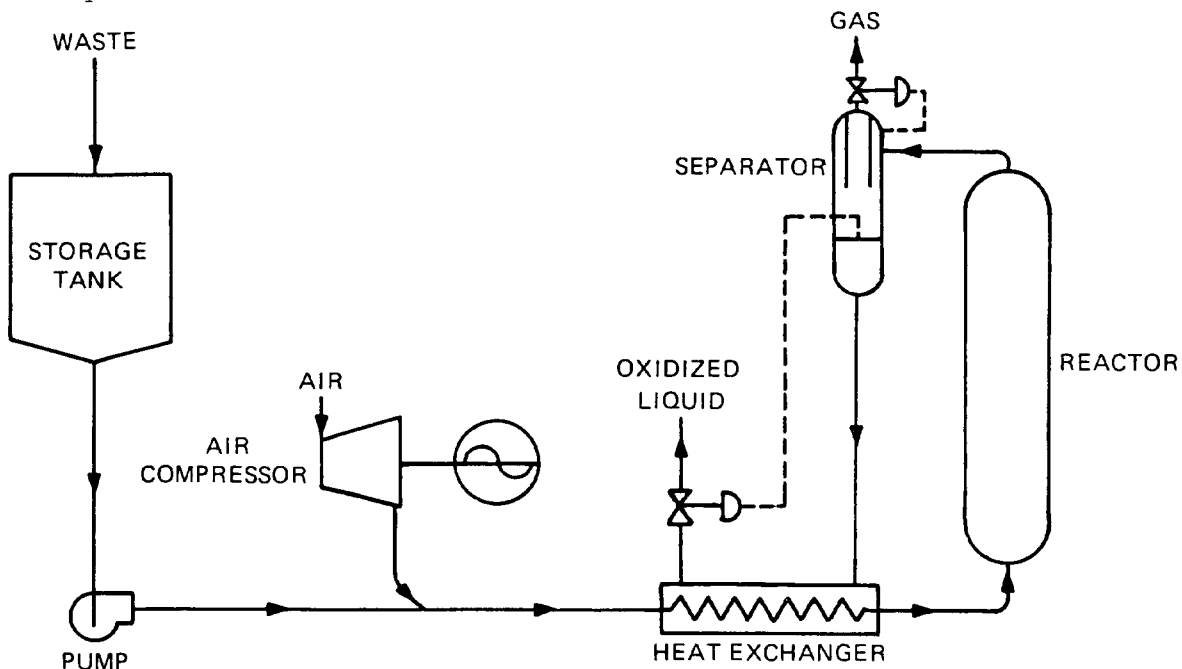 WASTE
STORAGE
TANK
PUMP
AIR
AIR
COMPRESSOR
GAS
SEPARATOR
OXIDIZED
LIQUID
REACTOR
HEAT EXCHANGER